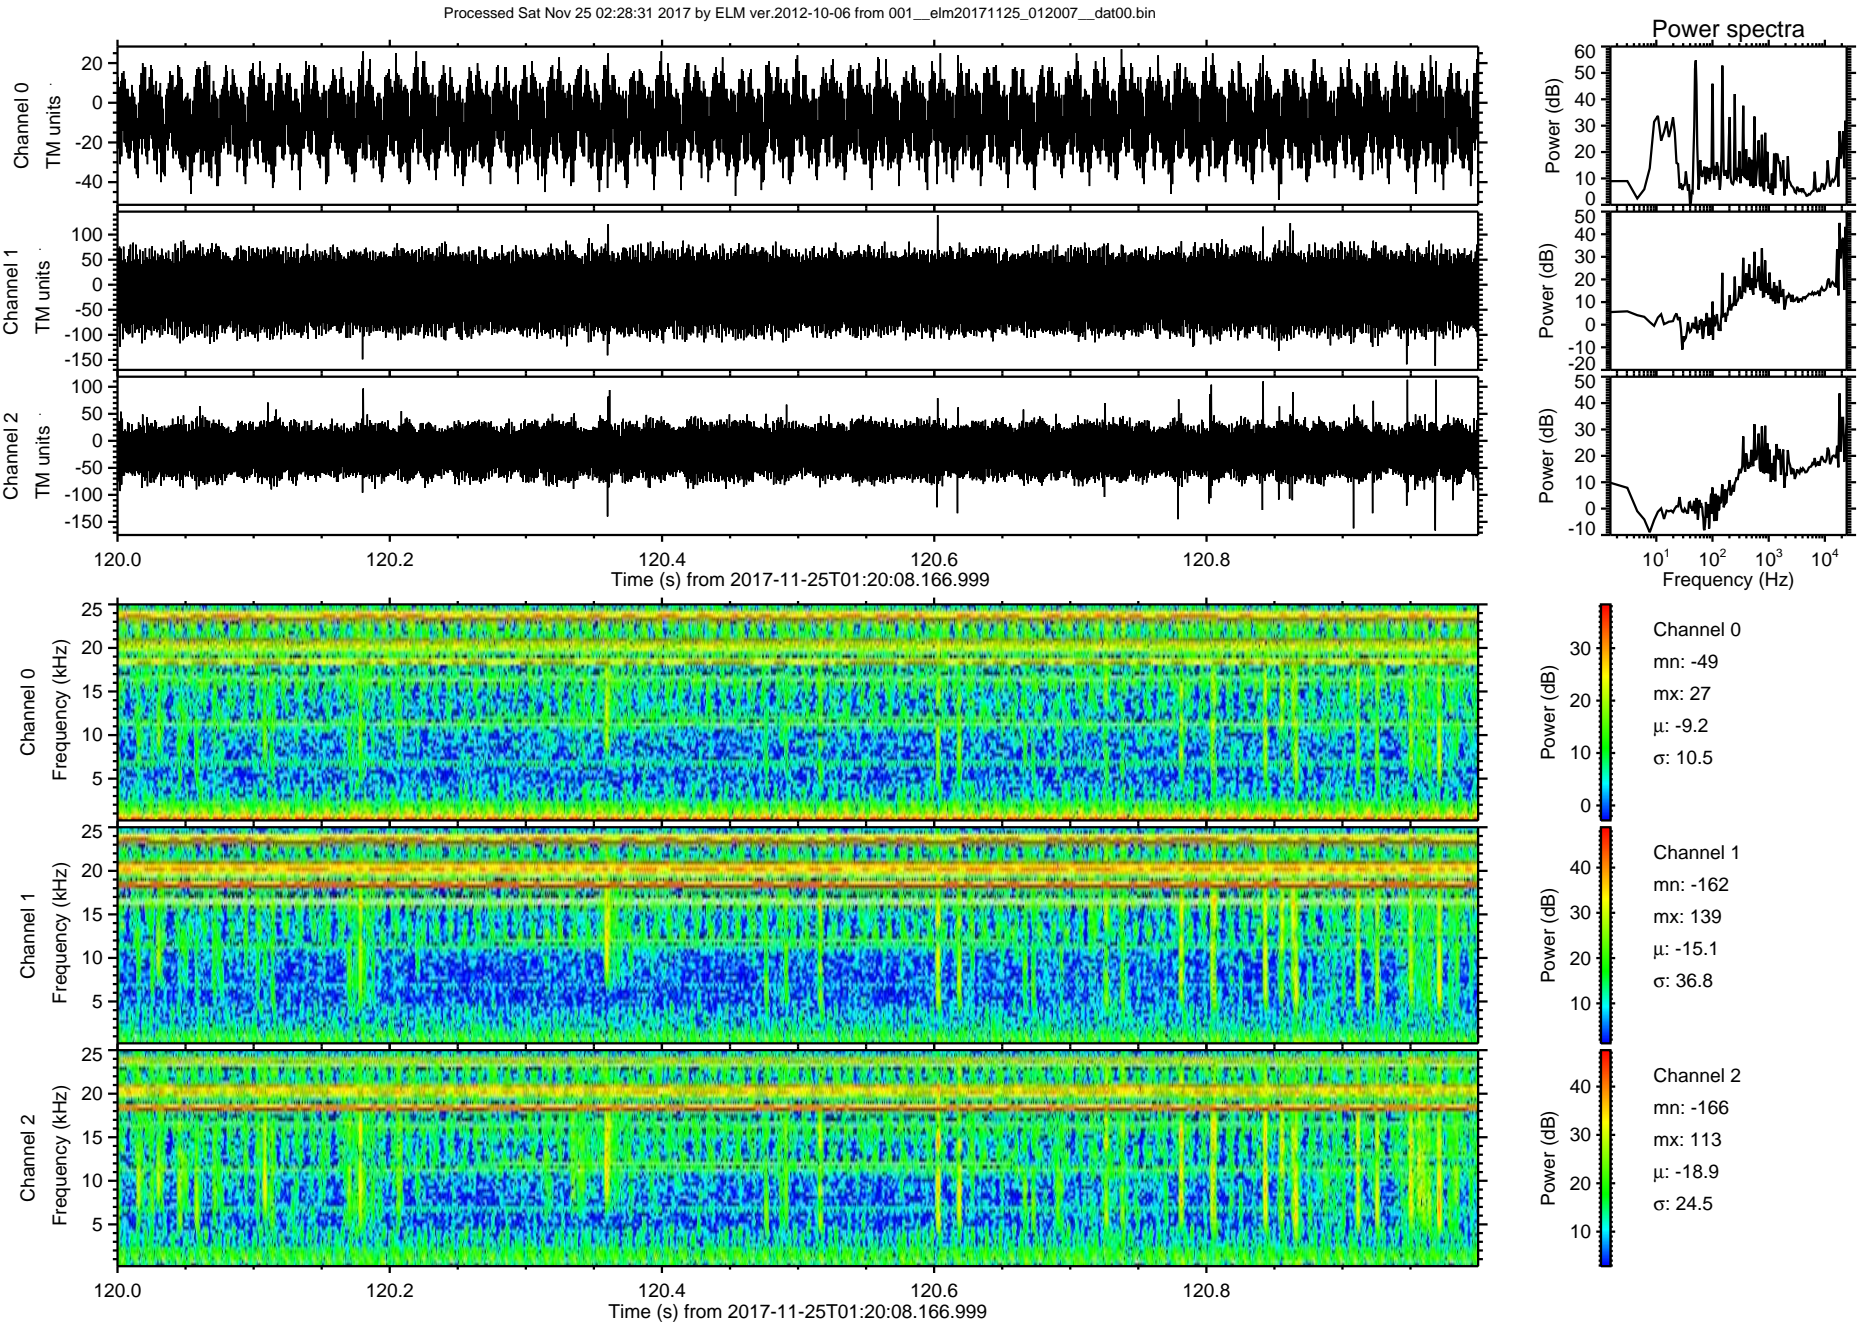 Processed Sat Nov 25 02:28:31 2017 by ELM ver.2012-10-06 from 001__elm20171125_012007__dat00.bin
Power spectra
Channel 0
TM units
20
0
-20
-40
Power (dB)
60
50
40
30
20
10
0
Channel 1
TM units
100
50
0
-50
-100
-150
Power (dB)
50
40
30
20
10
0
-10
-20
Channel 2
TM units
100
50
0
-50
-100
-150
Power (dB)
50
40
30
20
10
0
-10
120.0 120.2 120.4 120.6 120.8
Time (s) from 2017-11-25T01:20:08.166.999
10^1 10^2 10^3 10^4
Frequency (Hz)
Channel 0
Frequency (kHz)
25
20
15
10
5
Power (dB)
30
20
10
0
Channel 0
mn: -49
mx: 27
μ: -9.2
σ: 10.5
Channel 1
Frequency (kHz)
25
20
15
10
5
Power (dB)
40
30
20
10
Channel 1
mn: -162
mx: 139
μ: -15.1
σ: 36.8
Channel 2
Frequency (kHz)
25
20
15
10
5
Power (dB)
40
30
20
10
Channel 2
mn: -166
mx: 113
μ: -18.9
σ: 24.5
120.0 120.2 120.4 120.6 120.8
Time (s) from 2017-11-25T01:20:08.166.999